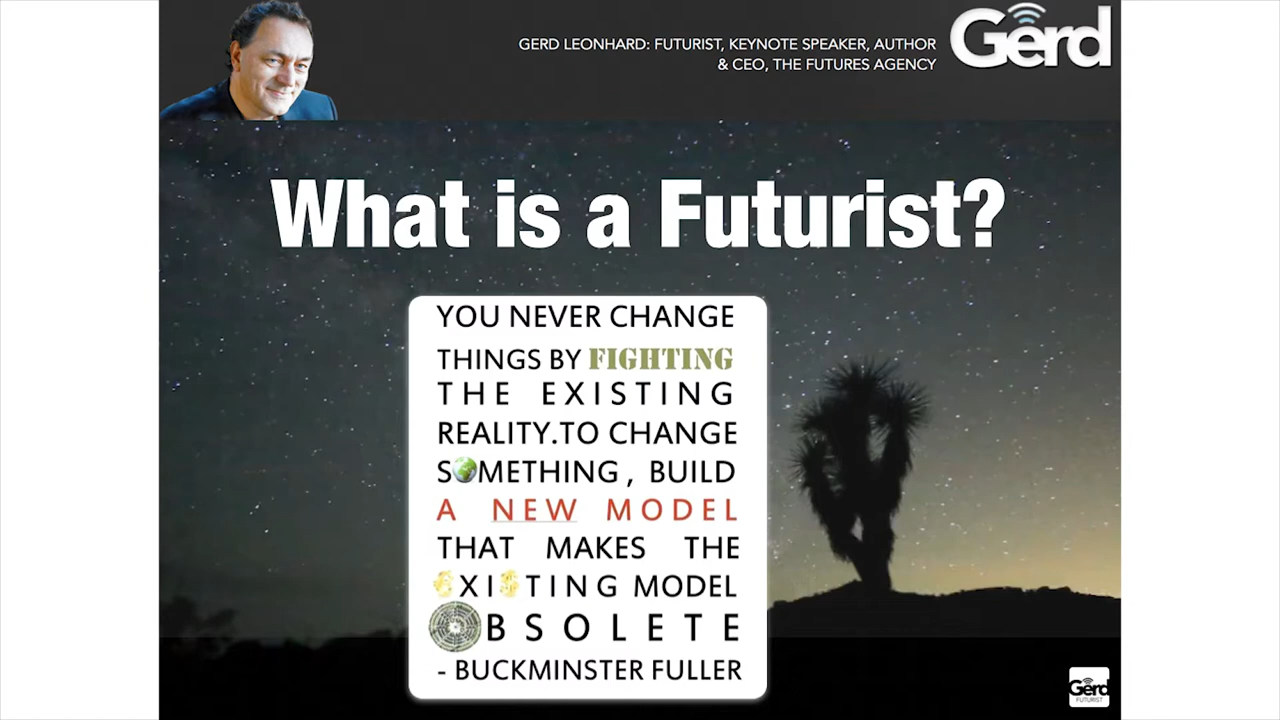 GERD LEONHARD: FUTURIST, KEYNOTE SPEAKER, AUTHOR
& CEO, THE FUTURES AGENCY
Gerd
What is a Futurist?
YOU NEVER CHANGE
THINGS BY FIGHTING
THE EXISTING
REALITY.TO CHANGE
SOMETHING, BUILD
A NEW MODEL
THAT MAKES THE
EXISTING MODEL
OBSOLETE
- BUCKMINSTER FULLER
Gerd
FUTURIST